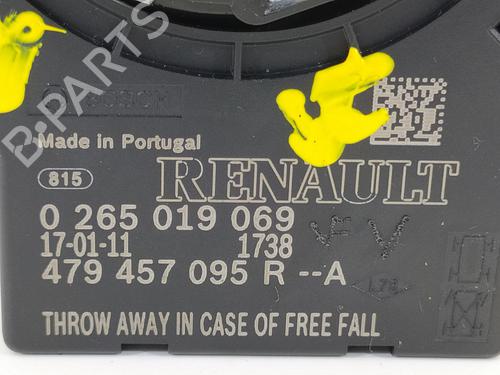 BOSCH
Made in Portugal
815
RENAULT
0 265 019 069
17-01-11 1738
479 457 095 R --A
THROW AWAY IN CASE OF FREE FALL
B-PARTS